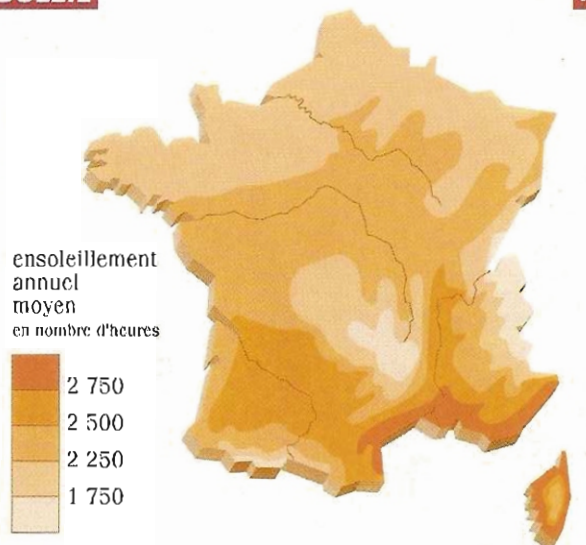 ensoleillement
annuel
moyen
en nombre d'heures
2 750
2 500
2 250
1 750